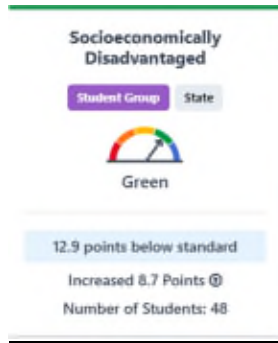 Socioeconomically
Disadvantaged
Student Group State
Green
12.9 points below standard
Increased 8.7 Points
Number of Students: 48